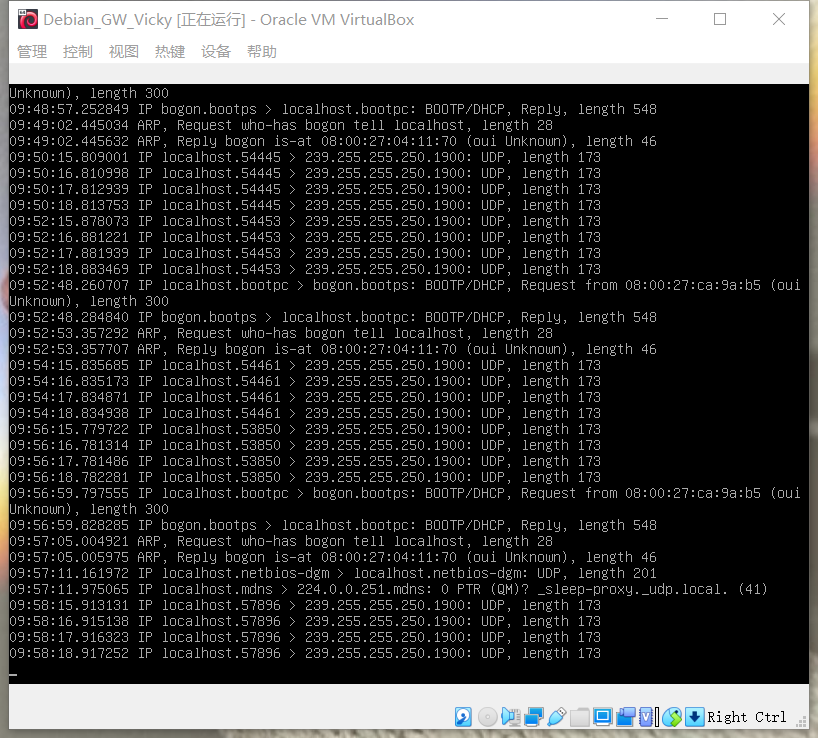 Debian_GW_Vicky [正在运行] - Oracle VM VirtualBox
管理 控制 视图 热键 设备 帮助
Unknown), length 300
09:48:57.252849 IP bogon.bootps > localhost.bootpc: BOOTP/DHCP, Reply, length 548
09:49:02.445034 ARP, Request who-has bogon tell localhost, length 28
09:49:02.445632 ARP, Reply bogon is-at 08:00:27:04:11:70 (oui Unknown), length 46
09:50:15.809001 IP localhost.54445 > 239.255.255.250.1900: UDP, length 173
09:50:16.810998 IP localhost.54445 > 239.255.255.250.1900: UDP, length 173
09:50:17.812939 IP localhost.54445 > 239.255.255.250.1900: UDP, length 173
09:50:18.813753 IP localhost.54445 > 239.255.255.250.1900: UDP, length 173
09:52:15.878073 IP localhost.54453 > 239.255.255.250.1900: UDP, length 173
09:52:16.881221 IP localhost.54453 > 239.255.255.250.1900: UDP, length 173
09:52:17.881939 IP localhost.54453 > 239.255.255.250.1900: UDP, length 173
09:52:18.883469 IP localhost.54453 > 239.255.255.250.1900: UDP, length 173
09:52:48.260707 IP localhost.bootpc > bogon.bootps: BOOTP/DHCP, Request from 08:00:27:ca:9a:b5 (oui
Unknown), length 300
09:52:48.284840 IP bogon.bootps > localhost.bootpc: BOOTP/DHCP, Reply, length 548
09:52:53.357292 ARP, Request who-has bogon tell localhost, length 28
09:52:53.357707 ARP, Reply bogon is-at 08:00:27:04:11:70 (oui Unknown), length 46
09:54:15.835685 IP localhost.54461 > 239.255.255.250.1900: UDP, length 173
09:54:16.835173 IP localhost.54461 > 239.255.255.250.1900: UDP, length 173
09:54:17.834871 IP localhost.54461 > 239.255.255.250.1900: UDP, length 173
09:54:18.834938 IP localhost.54461 > 239.255.255.250.1900: UDP, length 173
09:56:15.779722 IP localhost.53850 > 239.255.255.250.1900: UDP, length 173
09:56:16.781314 IP localhost.53850 > 239.255.255.250.1900: UDP, length 173
09:56:17.781486 IP localhost.53850 > 239.255.255.250.1900: UDP, length 173
09:56:18.782281 IP localhost.53850 > 239.255.255.250.1900: UDP, length 173
09:56:59.797555 IP localhost.bootpc > bogon.bootps: BOOTP/DHCP, Request from 08:00:27:ca:9a:b5 (oui
Unknown), length 300
09:56:59.828285 IP bogon.bootps > localhost.bootpc: BOOTP/DHCP, Reply, length 548
09:57:05.004921 ARP, Request who-has bogon tell localhost, length 28
09:57:05.005975 ARP, Reply bogon is-at 08:00:27:04:11:70 (oui Unknown), length 46
09:57:11.161972 IP localhost.netbios-dgm > localhost.netbios-dgm: UDP, length 201
09:57:11.975065 IP localhost.mdns > 224.0.0.251.mdns: 0 PTR (QM)? _sleep-proxy._udp.local. (41)
09:58:15.913131 IP localhost.57896 > 239.255.255.250.1900: UDP, length 173
09:58:16.915138 IP localhost.57896 > 239.255.255.250.1900: UDP, length 173
09:58:17.916323 IP localhost.57896 > 239.255.255.250.1900: UDP, length 173
09:58:18.917252 IP localhost.57896 > 239.255.255.250.1900: UDP, length 173
Right Ctrl